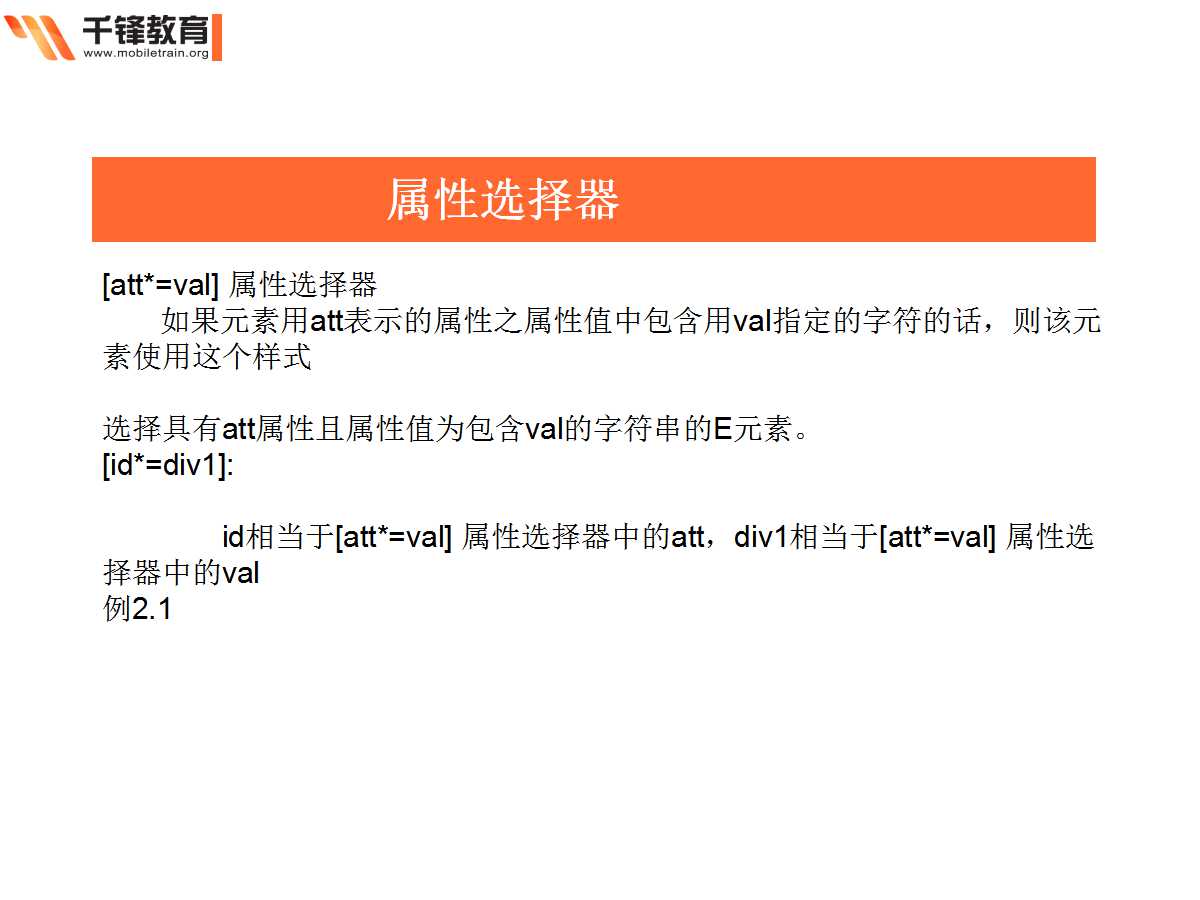 千锋教育
www.mobiletrain.org
属性选择器
[att*=val] 属性选择器
如果元素用att表示的属性之属性值中包含用val指定的字符的话，则该元
素使用这个样式
选择具有att属性且属性值为包含val的字符串的E元素。
[id*=div1]:
id相当于[att*=val] 属性选择器中的att，div1相当于[att*=val] 属性选
择器中的val
例2.1